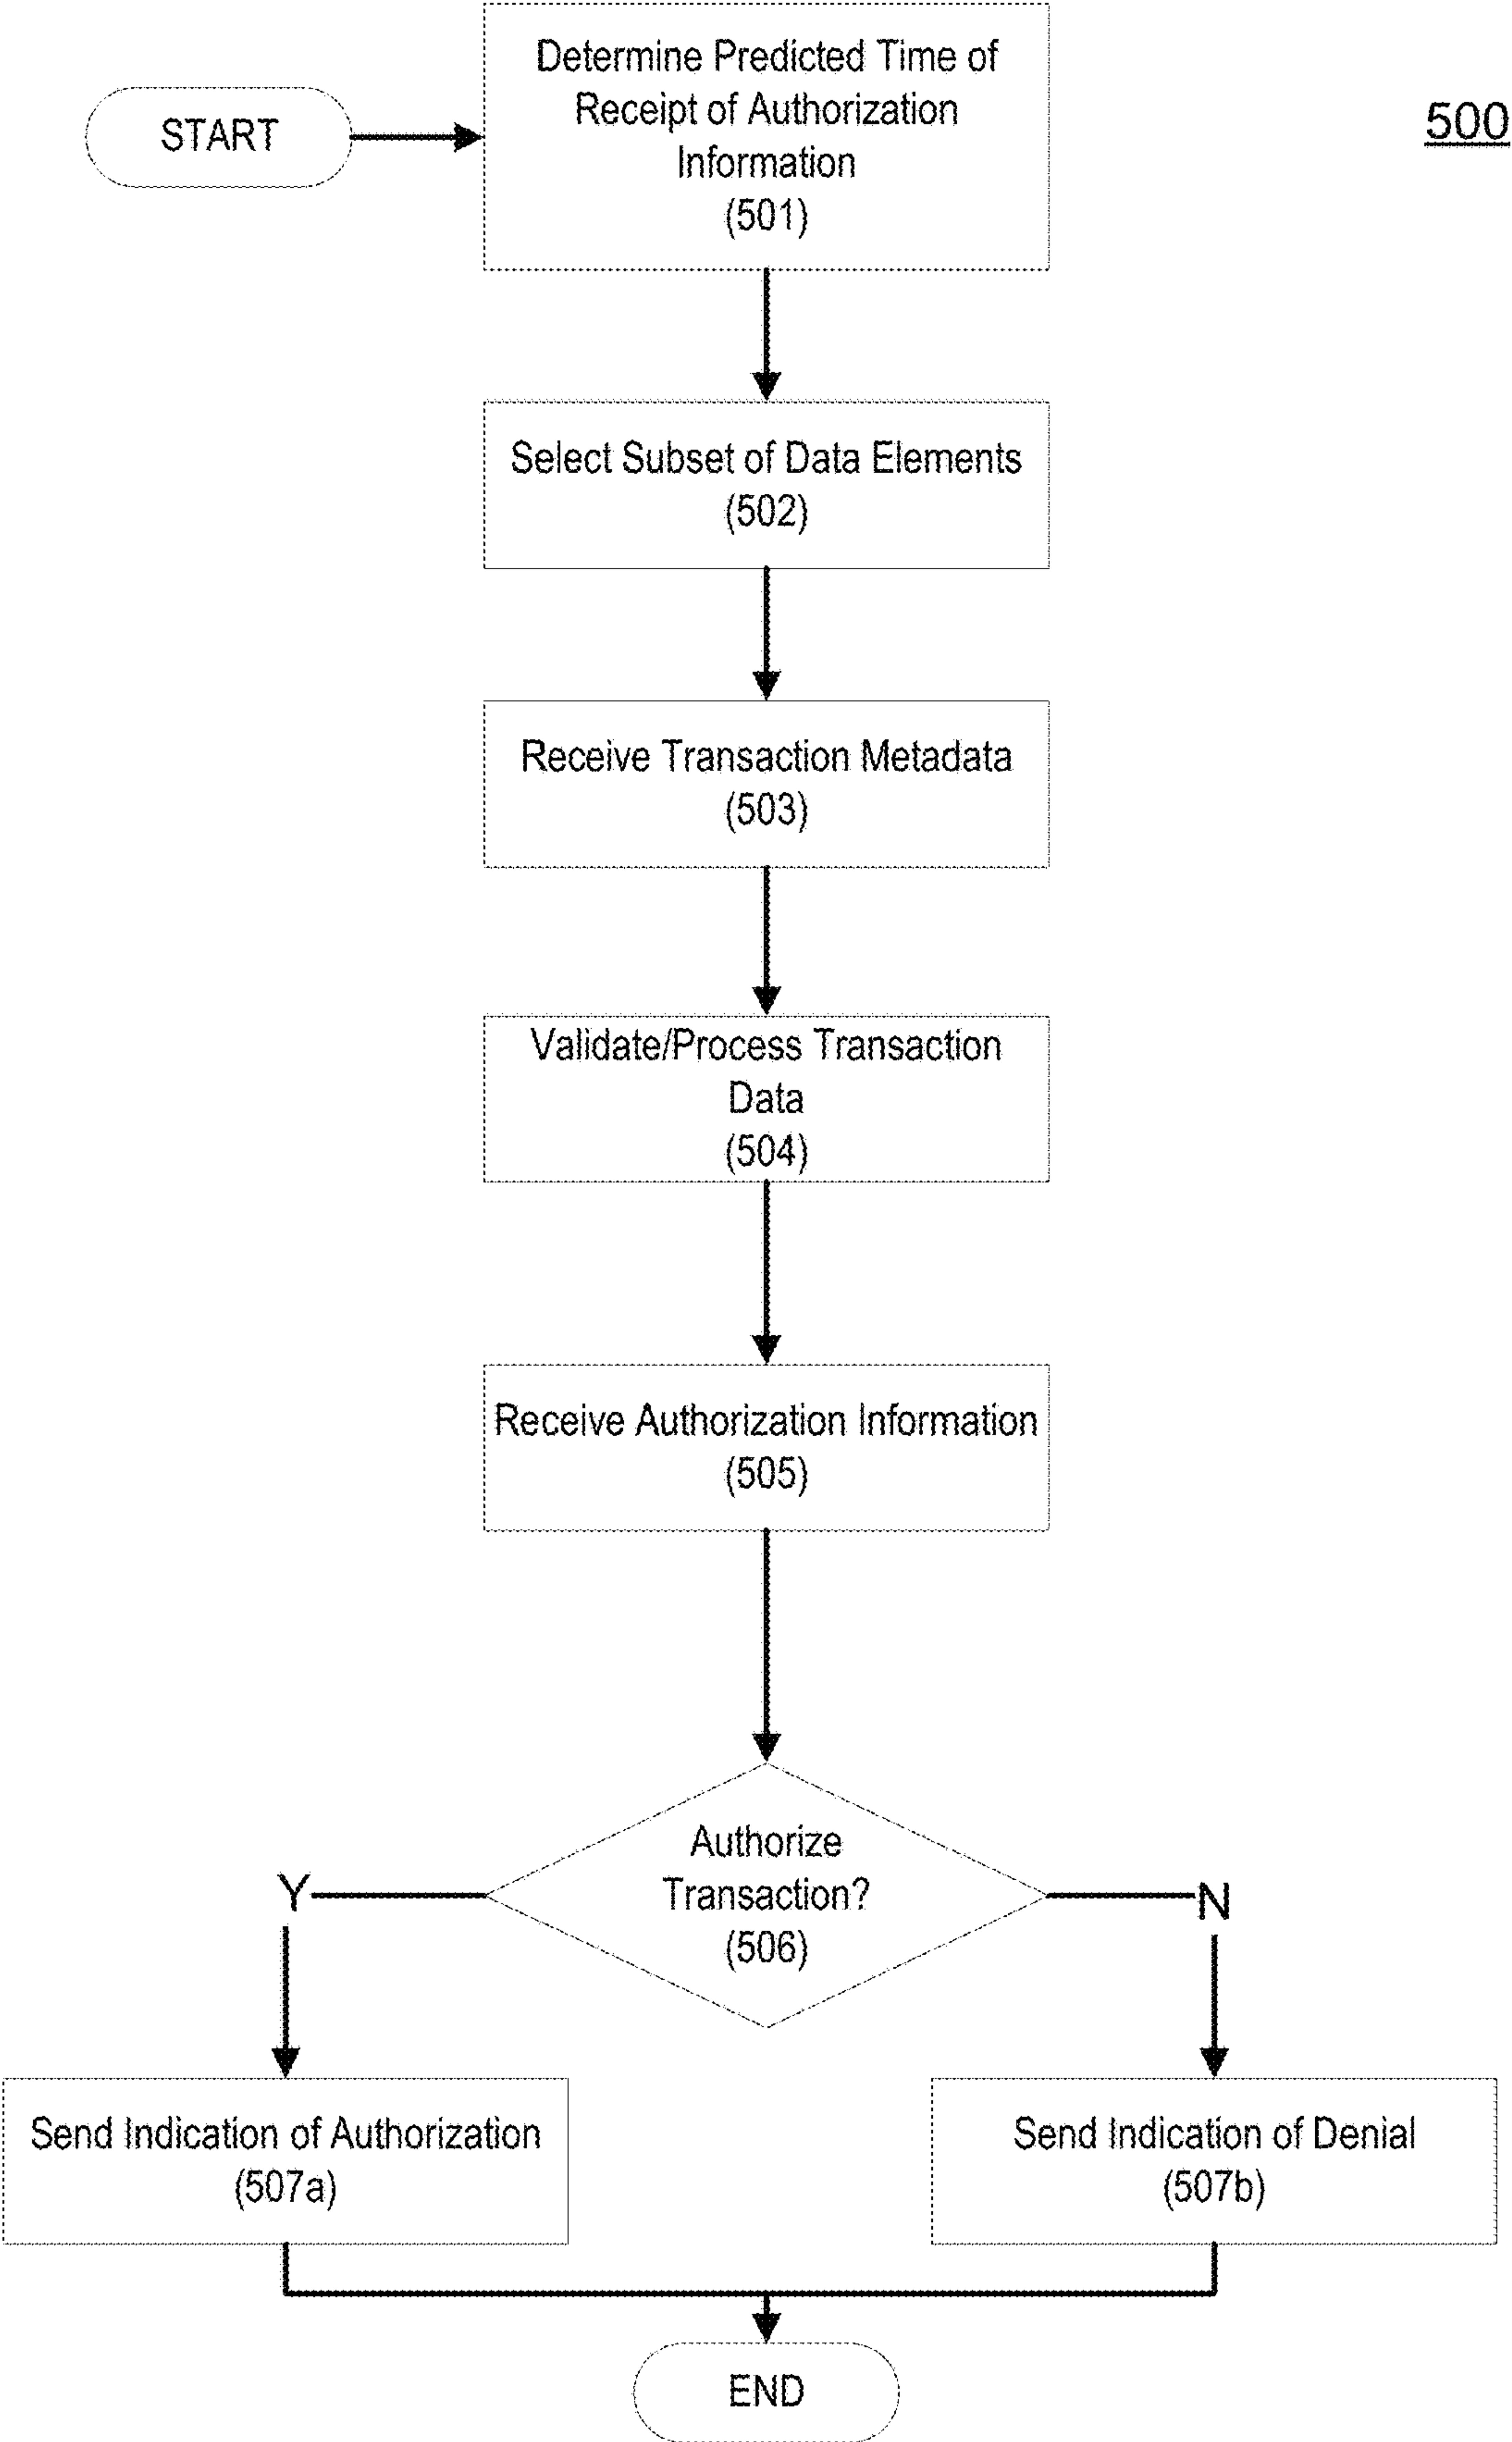 Determine Predicted Time of
Receipt of Authorization
Information
(501)
START
500
Select Subset of Data Elements
(502)
Receive Transaction Metadata
(503)
Validate/Process Transaction
Data
(504)
Receive Authorization Information
(505)
Authorize
Transaction?
(506)
Y
N
Send Indication of Authorization
(507a)
Send Indication of Denial
(507b)
END